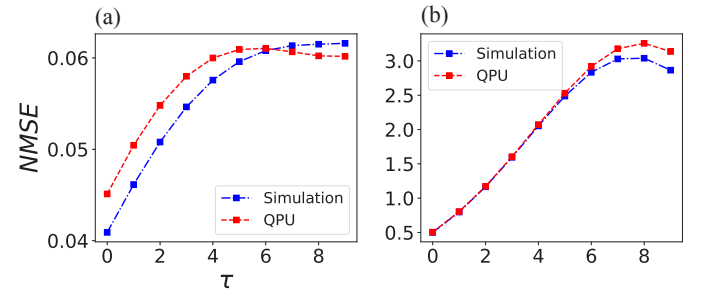 (a)
(b)
NMSE
0.06
0.05
0.04
Simulation
QPU
0 2 4 6 8
τ
Simulation
QPU
3.0
2.5
2.0
1.5
1.0
0.5
0 2 4 6 8